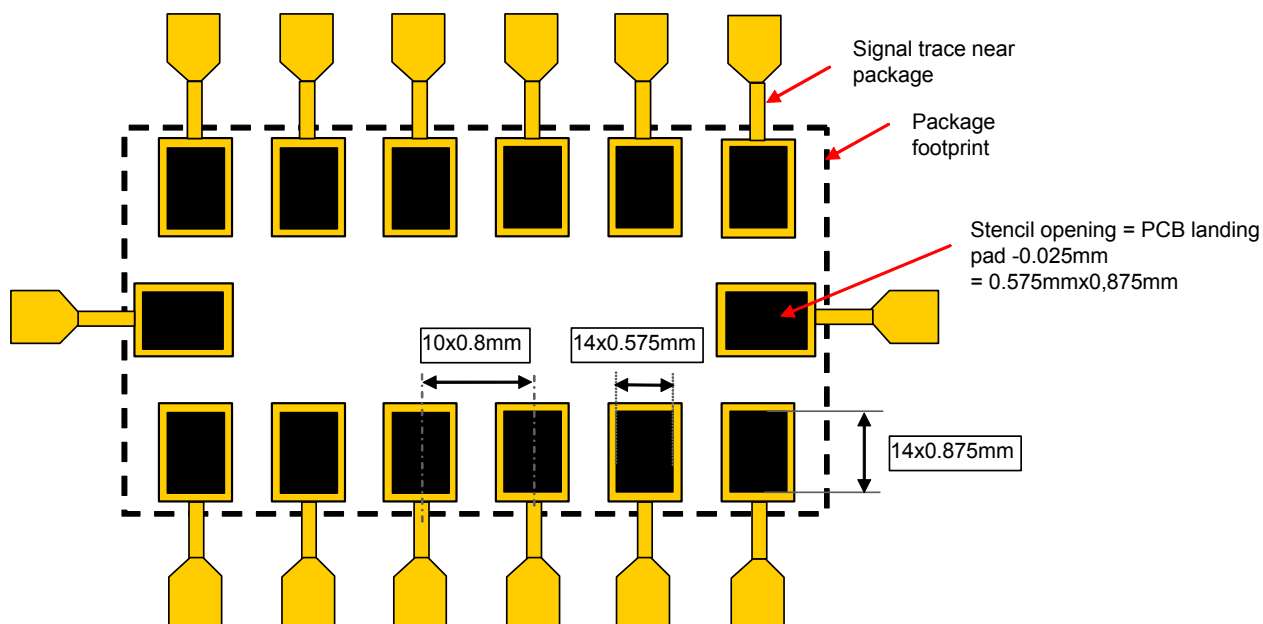 Signal trace near
package
Package
footprint
Stencil opening = PCB landing
pad -0.025mm
= 0.575mmx0,875mm
10x0.8mm
14x0.575mm
14x0.875mm